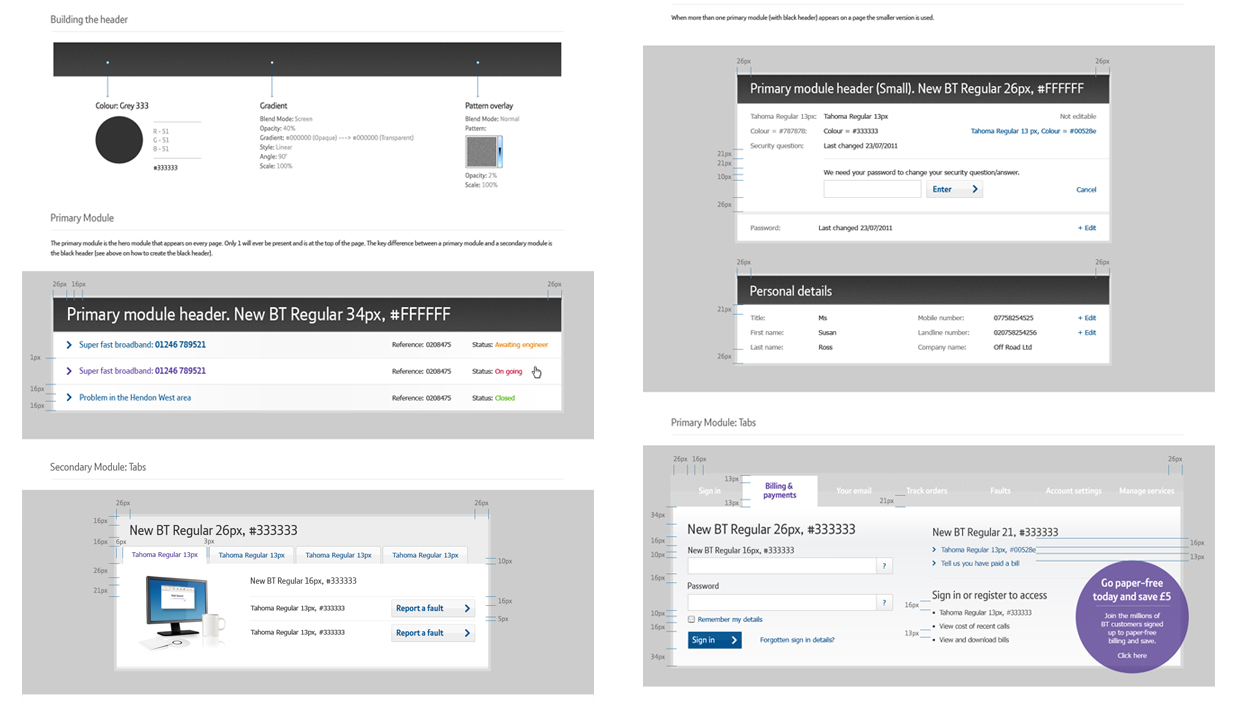 Building the header
Colour: Grey 333
R - 51
G - 51
B - 51
#333333
Gradient
Blend Mode: Screen
Opacity: 40%
Gradient: #000000 (Opaque) ---> #000000 (Transparent)
Style: Linear
Angle: 90°
Scale: 100%
Pattern overlay
Blend Mode: Normal
Pattern:
Opacity: 2%
Scale: 100%
Primary Module
The primary module is the hero module that appears on every page. Only 1 will ever be present and is at the top of the page. The key difference between a primary module and a secondary module is
the black header (see above on how to create the black header).
26px 16px 26px
Primary module header. New BT Regular 34px, #FFFFFF
Super fast broadband: 01246 789521 Reference: 0208475 Status: Awaiting engineer
1px
Super fast broadband: 01246 789521 Reference: 0208475 Status: On going
16px
Problem in the Hendon West area Reference: 0208475 Status: Closed
16px
Secondary Module: Tabs
26px 26px
16px
New BT Regular 26px, #333333
16px 6px 3px
Tahoma Regular 13px Tahoma Regular 13px Tahoma Regular 13px Tahoma Regular 13px
10px
26px
New BT Regular 16px, #333333
21px
16px
Tahoma Regular 13px, #333333 Report a fault
5px
Tahoma Regular 13px, #333333 Report a fault
When more than one primary module (with black header) appears on a page the smaller version is used.
26px 26px
Primary module header (Small). New BT Regular 26px, #FFFFFF
Tahoma Regular 13px: Tahoma Regular 13px Not editable
Colour = #787878: Colour = #333333 Tahoma Regular 13 px, Colour = #00528e
Security question: Last changed 23/07/2011
21px
21px
10px
We need your password to change your security question/answer.
Enter Cancel
26px
Password: Last changed 23/07/2011 + Edit
26px 26px
Personal details
21px
Title: Ms Mobile number: 07758254525 + Edit
First name: Susan Landline number: 020758254256 + Edit
Last name: Ross Company name: Off Road Ltd
26px
Primary Module: Tabs
26px 16px 26px
13px
Sign in Billing &
payments Your email Track orders Faults Account settings Manage services
13px 21px
34px
New BT Regular 26px, #333333
16px
New BT Regular 16px, #333333
10px
?
16px
Password
?
10px
Remember my details
16px
Sign in Forgotten sign in details?
34px
New BT Regular 21, #333333
16px
Tahoma Regular 13px, #00528e
13px
Tell us you have paid a bill
Sign in or register to access
16px
Tahoma Regular 13px, #333333
View cost of recent calls
13px
View and download bills
Go paper-free
today and save £5
Join the millions of
BT customers signed
up to paper-free
billing and save.
Click here